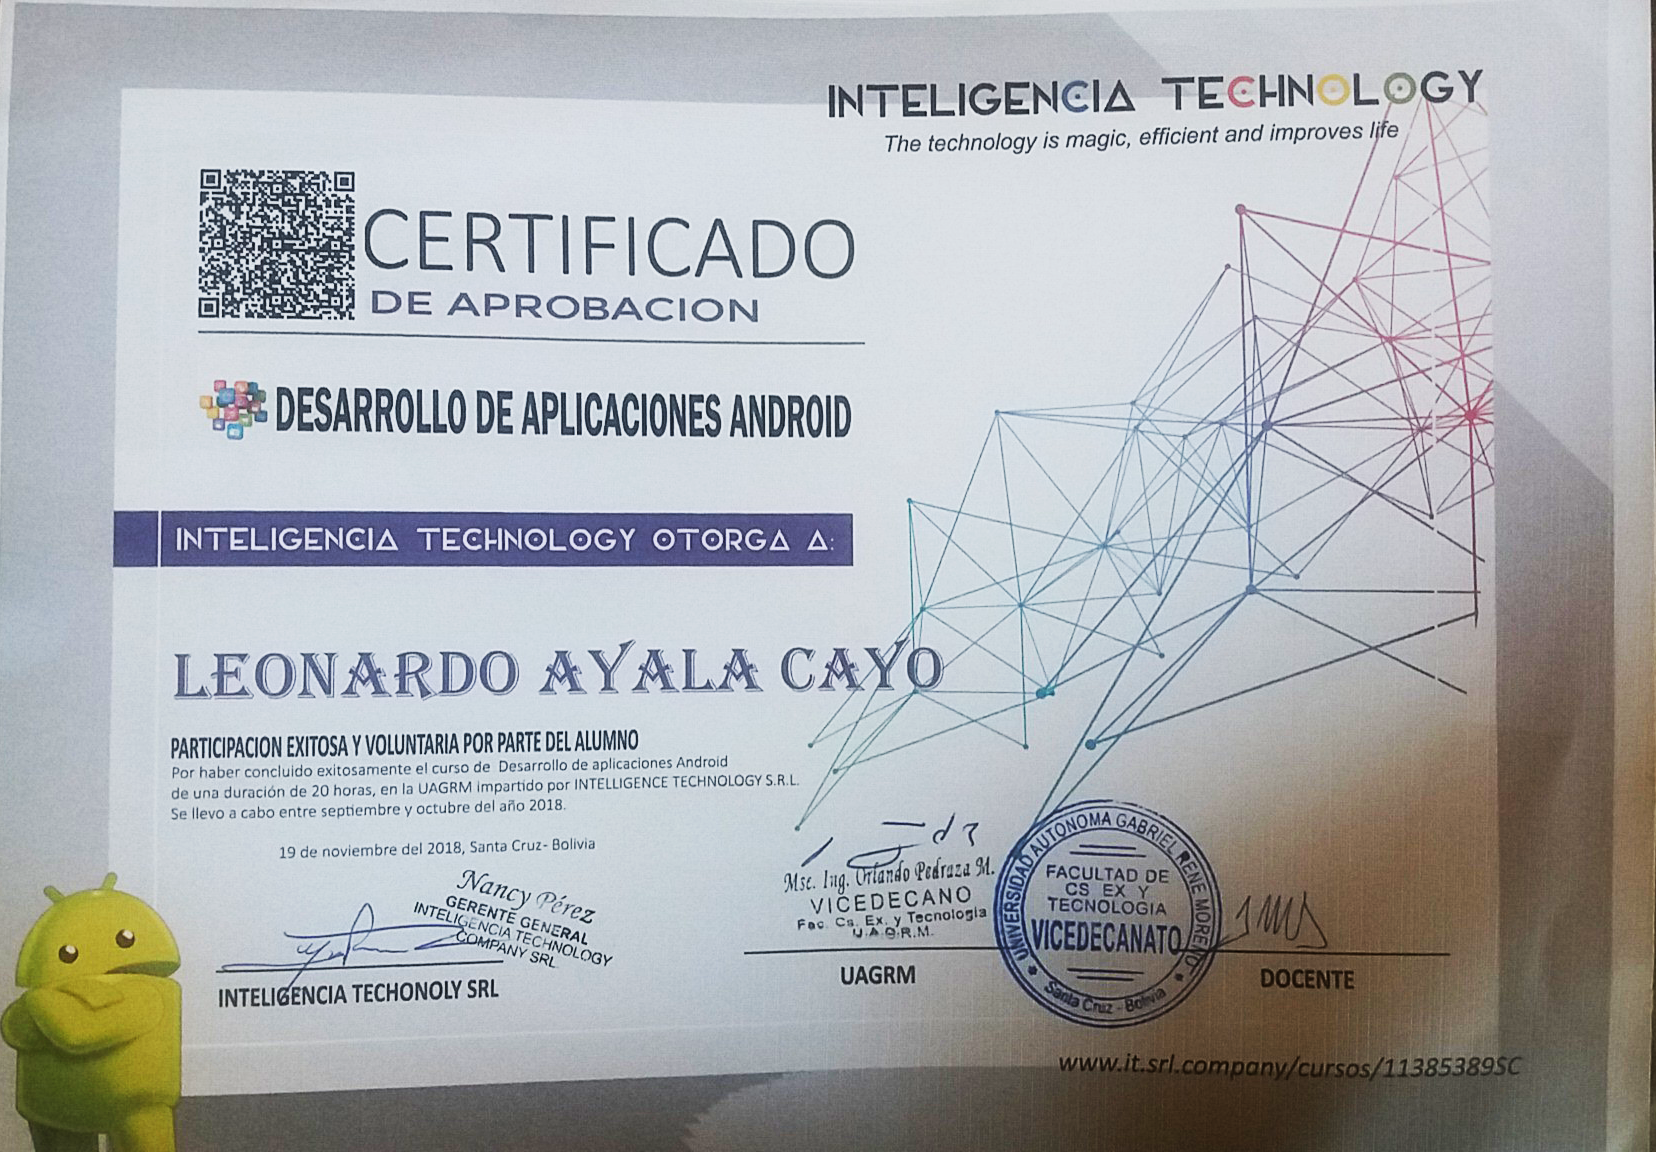 INTELIGENCIA TECHNOLOGY
The technology is magic, efficient and improves life
CERTIFICADO
DE APROBACION
DESARROLLO DE APLICACIONES ANDROID
INTELIGENCIA TECHNOLOGY OTORGA A:
LEONARDO AYALA CAYO
PARTICIPACION EXITOSA Y VOLUNTARIA POR PARTE DEL ALUMNO
Por haber concluido exitosamente el curso de Desarrollo de aplicaciones Android
de una duración de 20 horas, en la UAGRM impartido por INTELLIGENCE TECHNOLOGY S.R.L.
Se llevo a cabo entre septiembre y octubre del año 2018.
19 de noviembre del 2018, Santa Cruz- Bolivia
Nancy Pérez
GERENTE GENERAL
INTELIGENCIA TECHNOLOGY
COMPANY SRL
INTELIGENCIA TECHONOLY SRL
Msc. Ing. Orlando Pedraza M.
VICEDECANO
Fac. Cs. Ex. y Tecnologia
U.A.G.R.M.
UAGRM
UNIVERSIDAD AUTONOMA GABRIEL RENE MORENO
FACULTAD DE
CS EX Y
TECNOLOGIA
VICEDECANATO
Santa Cruz - Bolivia
DOCENTE
www.it.srl.company/cursos/11385389SC